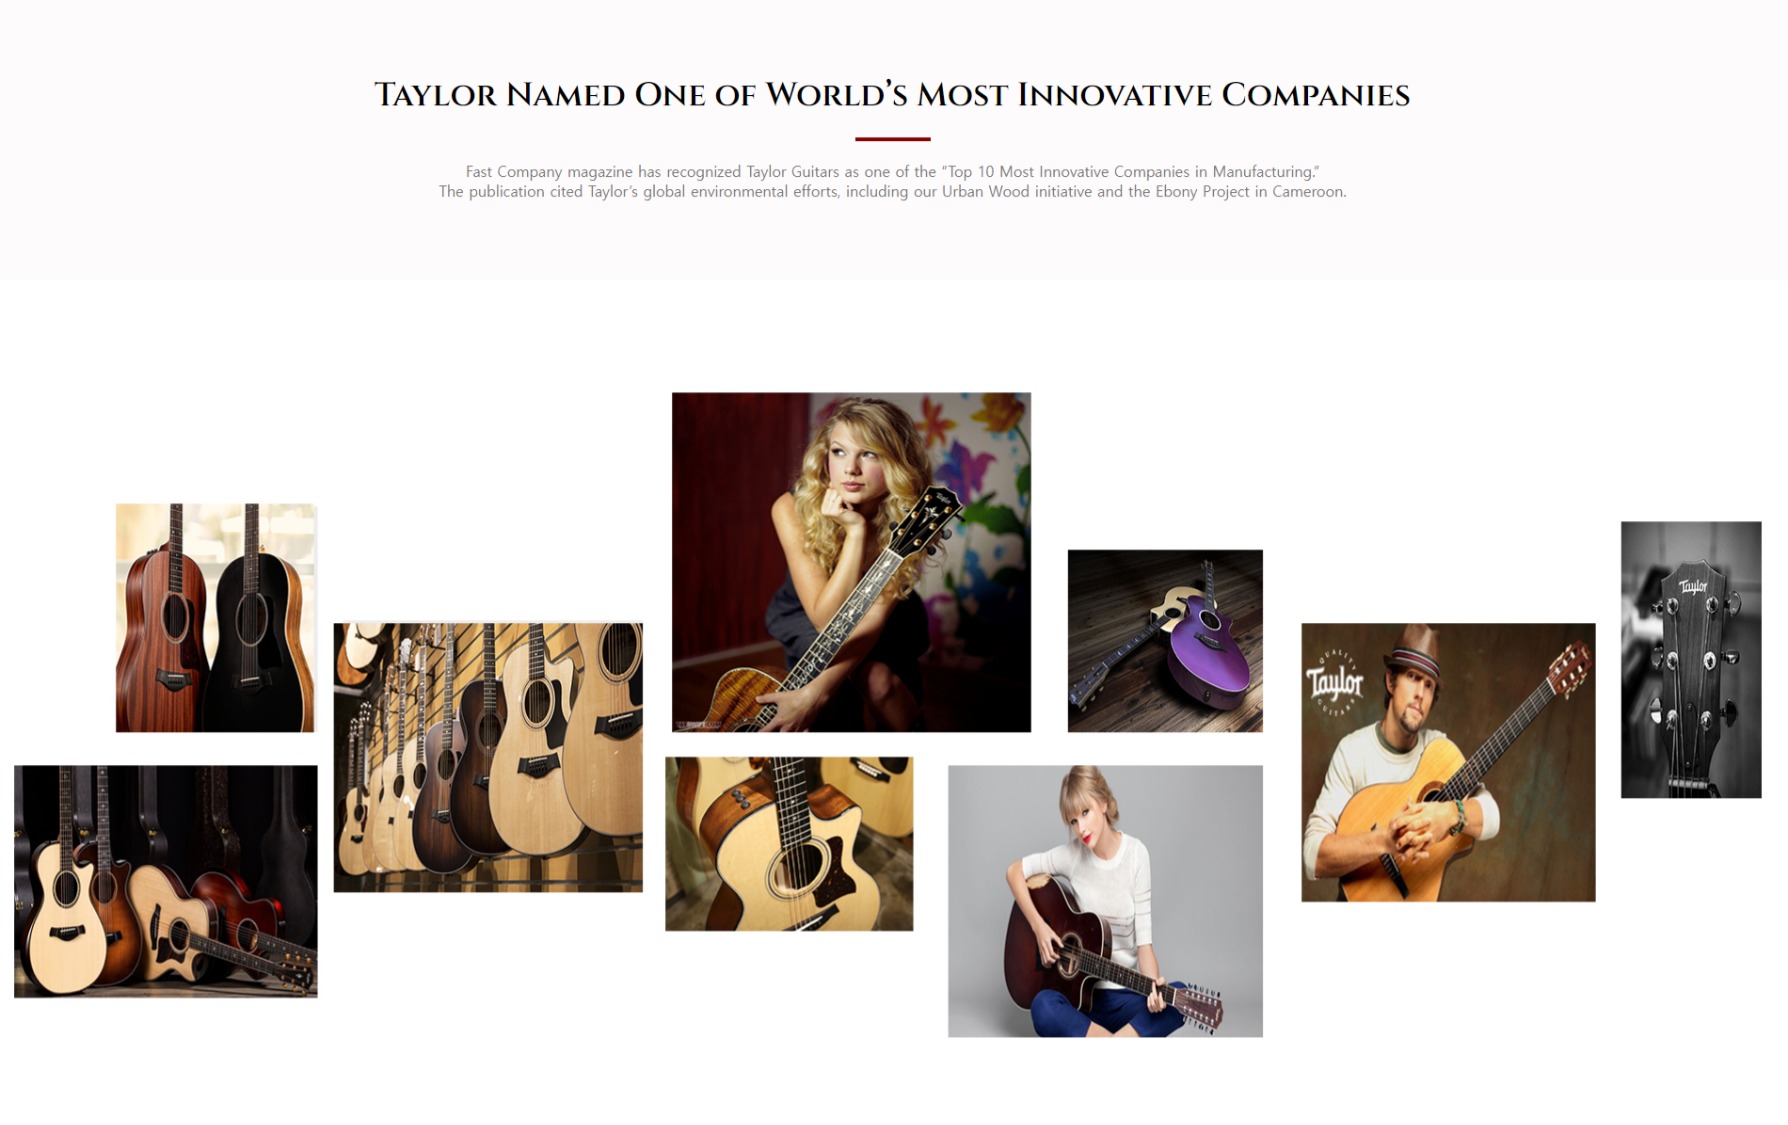 Taylor Named One of World’s Most Innovative Companies
Fast Company magazine has recognized Taylor Guitars as one of the “Top 10 Most Innovative Companies in Manufacturing.”
The publication cited Taylor’s global environmental efforts, including our Urban Wood initiative and the Ebony Project in Cameroon.
Taylor
Taylor
QUALITY
Taylor
GUITARS